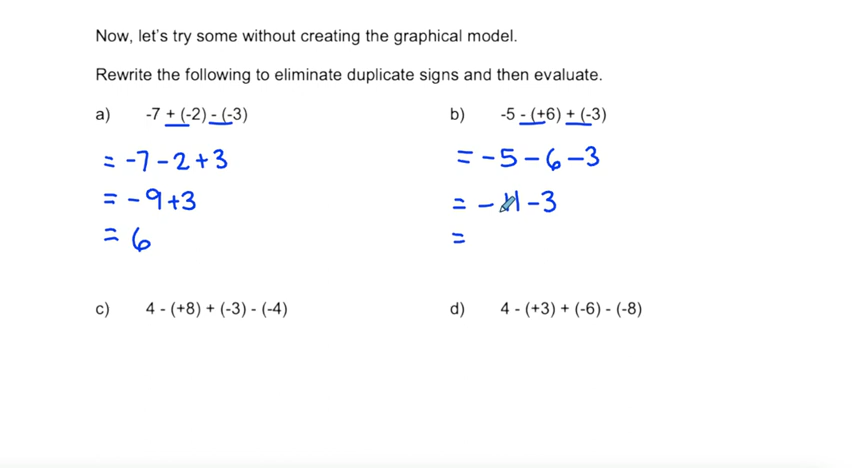 Now, let's try some without creating the graphical model.
Rewrite the following to eliminate duplicate signs and then evaluate.
a) -7 + (-2) - (-3)
= -7 - 2 + 3
= -9 + 3
= 6
b) -5 - (+6) + (-3)
= -5 - 6 - 3
= -11 - 3
=
c) 4 - (+8) + (-3) - (-4)
d) 4 - (+3) + (-6) - (-8)